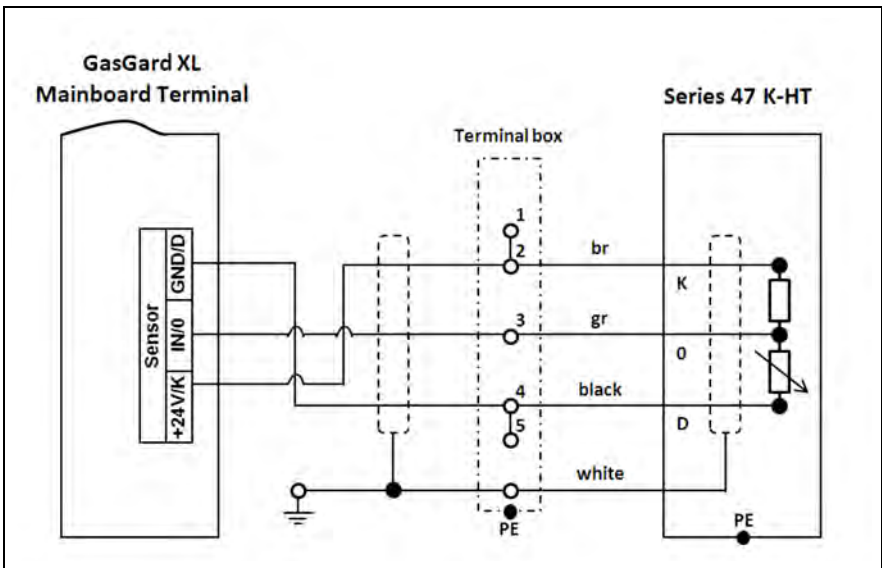 GasGard XL
Mainboard Terminal
Series 47 K-HT
Terminal box
Sensor
GND/D
IN/0
+24V/K
1
2
br
K
3
gr
0
4
black
5
D
white
PE
PE